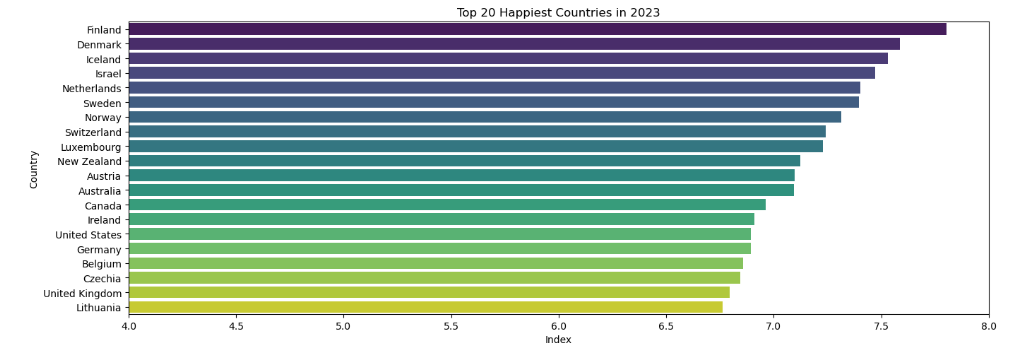 Top 20 Happiest Countries in 2023
Country
Finland
Denmark
Iceland
Israel
Netherlands
Sweden
Norway
Switzerland
Luxembourg
New Zealand
Austria
Australia
Canada
Ireland
United States
Germany
Belgium
Czechia
United Kingdom
Lithuania
4.0 4.5 5.0 5.5 6.0 6.5 7.0 7.5 8.0
Index